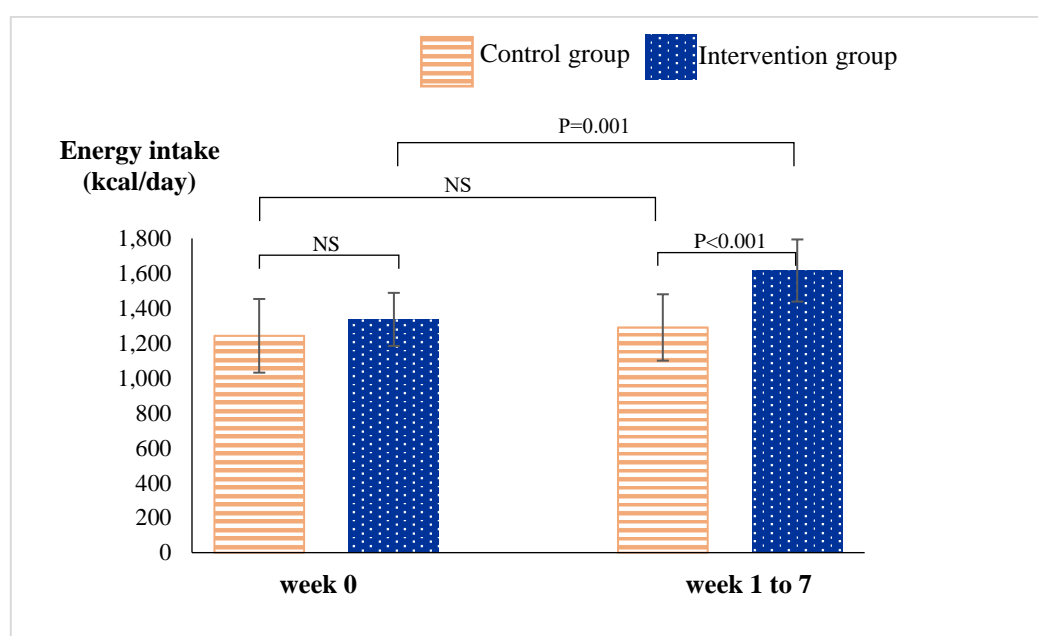 Control group
Intervention group
P=0.001
Energy intake
(kcal/day)
NS
NS
P<0.001
1,800
1,600
1,400
1,200
1,000
800
600
400
200
0
week 0
week 1 to 7